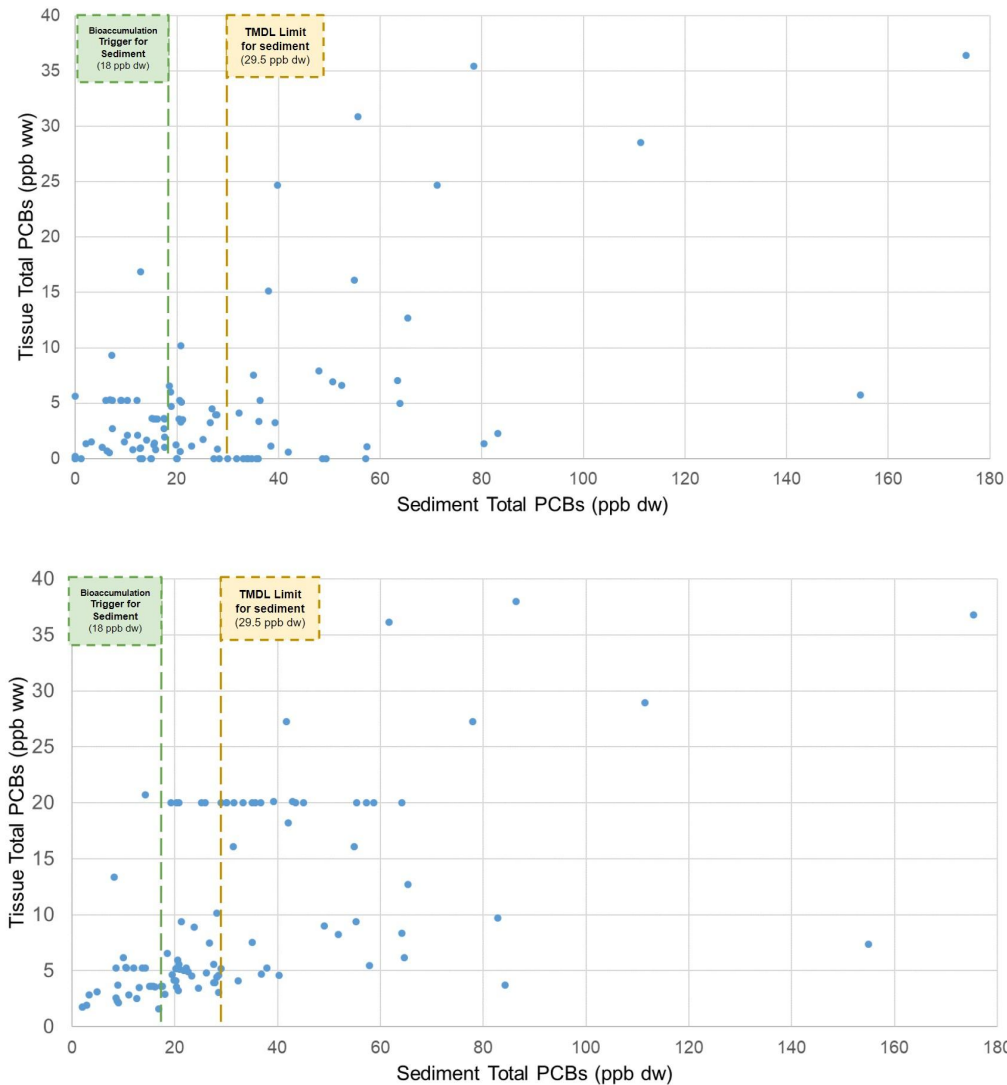 40
35
30
25
20
15
10
5
0
Tissue Total PCBs (ppb ww)
Bioaccumulation
Trigger for
Sediment
(18 ppb dw)
TMDL Limit
for sediment
(29.5 ppb dw)
0 20 40 60 80 100 120 140 160 180
Sediment Total PCBs (ppb dw)
40
35
30
25
20
15
10
5
0
Tissue Total PCBs (ppb ww)
Bioaccumulation
Trigger for
Sediment
(18 ppb dw)
TMDL Limit
for sediment
(29.5 ppb dw)
0 20 40 60 80 100 120 140 160 180
Sediment Total PCBs (ppb dw)